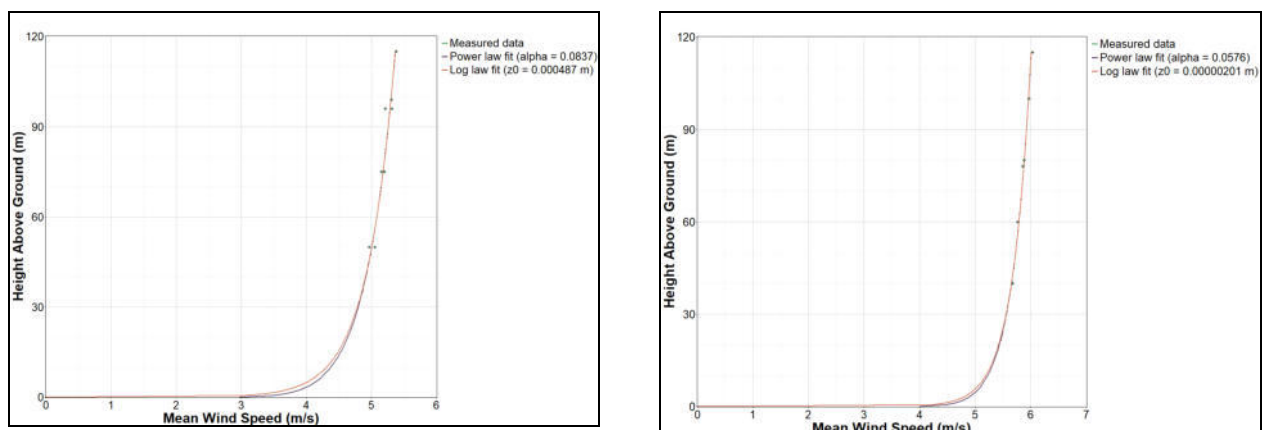 120
90
60
30
0
Height Above Ground (m)
0 1 2 3 4 5 6
Mean Wind Speed (m/s)
Measured data
Power law fit (alpha = 0.0837)
Log law fit (z0 = 0.000487 m)
120
90
60
30
0
Height Above Ground (m)
0 1 2 3 4 5 6 7
Mean Wind Speed (m/s)
Measured data
Power law fit (alpha = 0.0576)
Log law fit (z0 = 0.00000201 m)